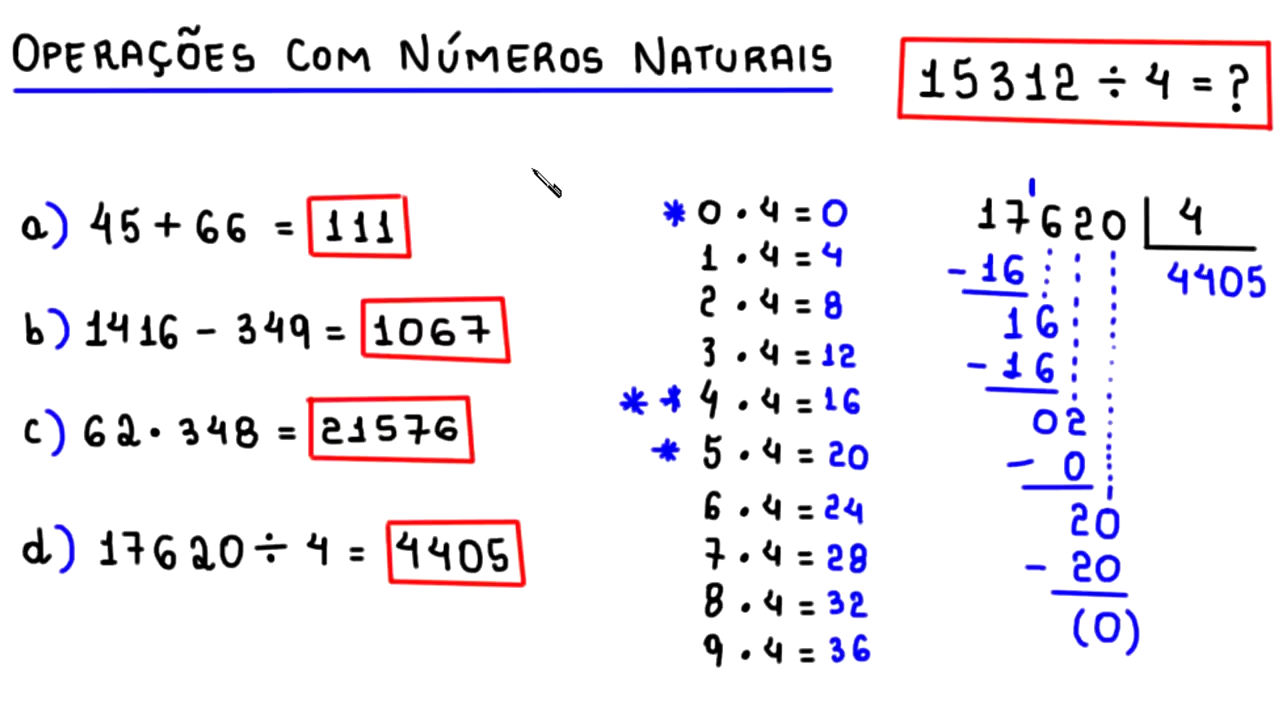 OPERAÇÕES COM NÚMEROS NATURAIS
15312 ÷ 4 = ?
a) 45 + 66 = 111
b) 1416 - 349 = 1067
c) 62 · 348 = 21576
d) 17620 ÷ 4 = 4405
* 0 · 4 = 0
1 · 4 = 4
2 · 4 = 8
3 · 4 = 12
* * 4 · 4 = 16
* 5 · 4 = 20
6 · 4 = 24
7 · 4 = 28
8 · 4 = 32
9 · 4 = 36
17620 | 4
- 16 4405
16
- 16
02
- 0
20
- 20
(0)